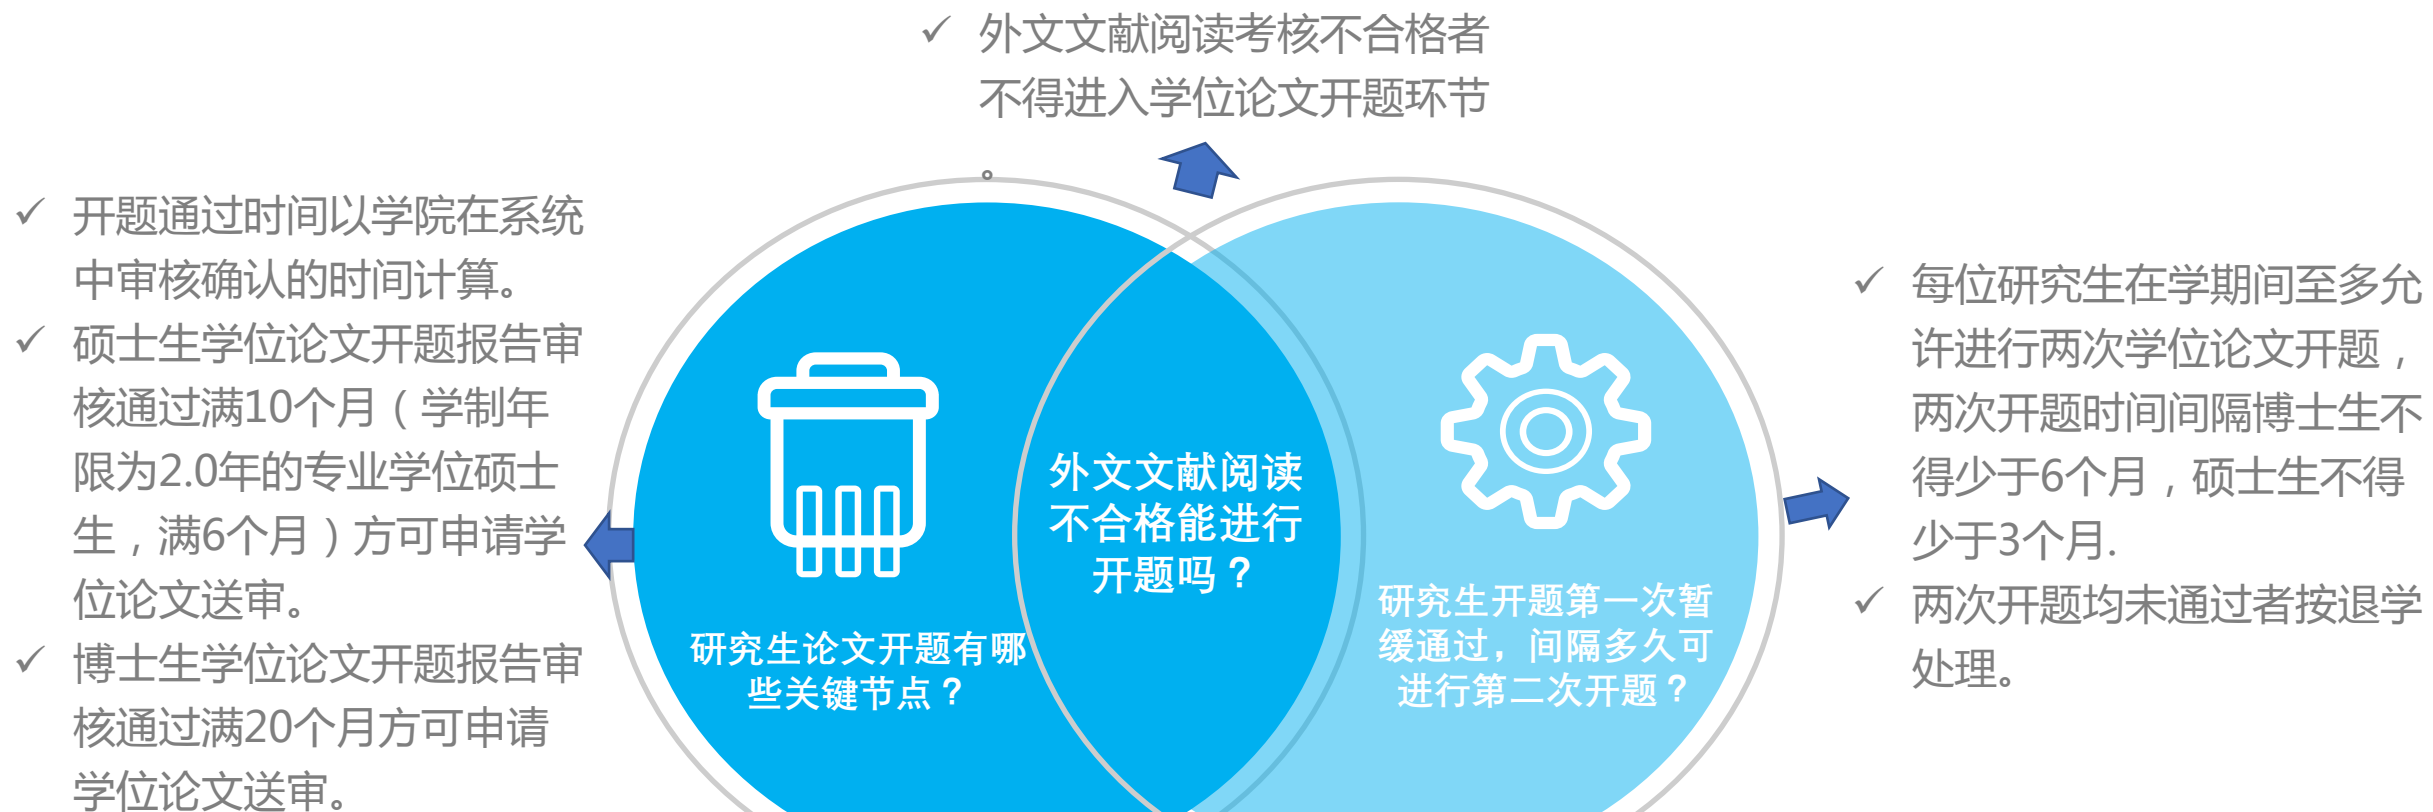 ✓ 外文文献阅读考核不合格者
不得进入学位论文开题环节
。
✓ 开题通过时间以学院在系统
中审核确认的时间计算。
✓ 硕士生学位论文开题报告审
核通过满10个月（学制年
限为2.0年的专业学位硕士
生，满6个月）方可申请学
位论文送审。
✓ 博士生学位论文开题报告审
核通过满20个月方可申请
学位论文送审。
研究生论文开题有哪
些关键节点？
外文文献阅读
不合格能进行
开题吗？
研究生开题第一次暂
缓通过，间隔多久可
进行第二次开题？
✓ 每位研究生在学期间至多允
许进行两次学位论文开题，
两次开题时间间隔博士生不
得少于6个月，硕士生不得
少于3个月.
✓ 两次开题均未通过者按退学
处理。